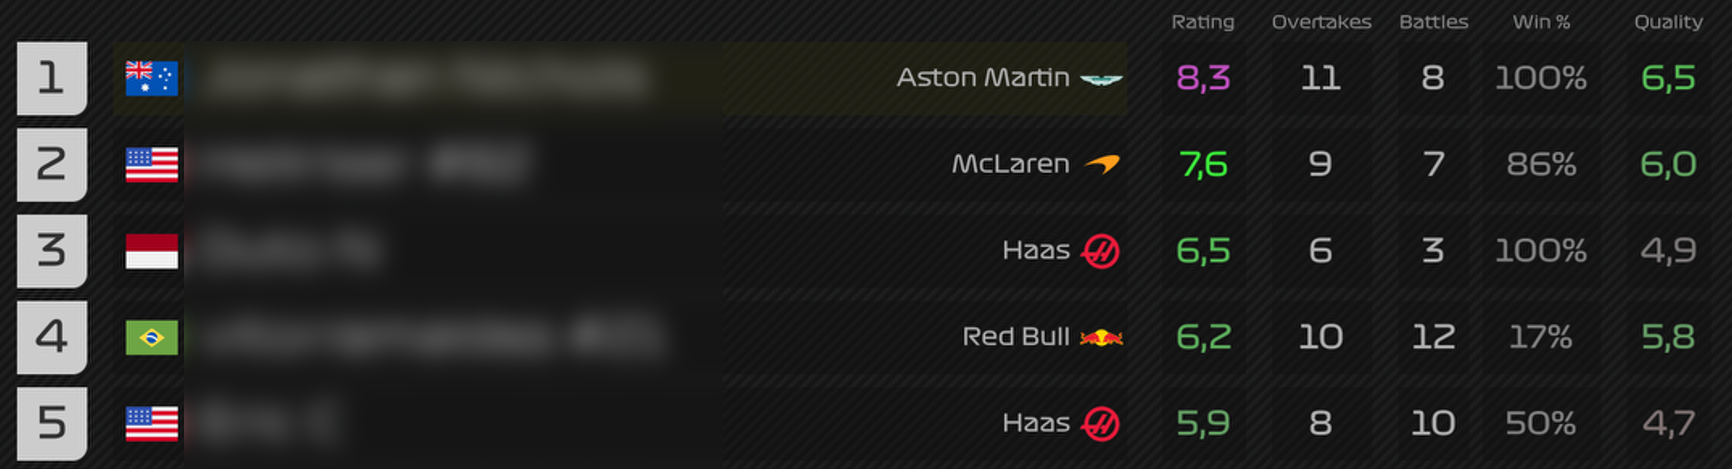 Rating Overtakes Battles Win % Quality
1 Aston Martin 8,3 11 8 100% 6,5
2 McLaren 7,6 9 7 86% 6,0
3 Haas 6,5 6 3 100% 4,9
4 Red Bull 6,2 10 12 17% 5,8
5 Haas 5,9 8 10 50% 4,7